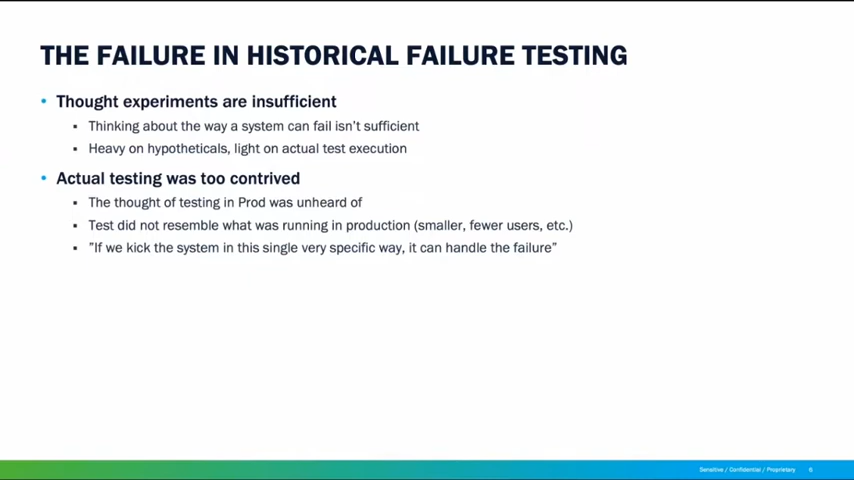 THE FAILURE IN HISTORICAL FAILURE TESTING
• Thought experiments are insufficient
▪ Thinking about the way a system can fail isn't sufficient
▪ Heavy on hypotheticals, light on actual test execution
• Actual testing was too contrived
▪ The thought of testing in Prod was unheard of
▪ Test did not resemble what was running in production (smaller, fewer users, etc.)
▪ ”If we kick the system in this single very specific way, it can handle the failure”
Sensitive / Confidential / Proprietary 6